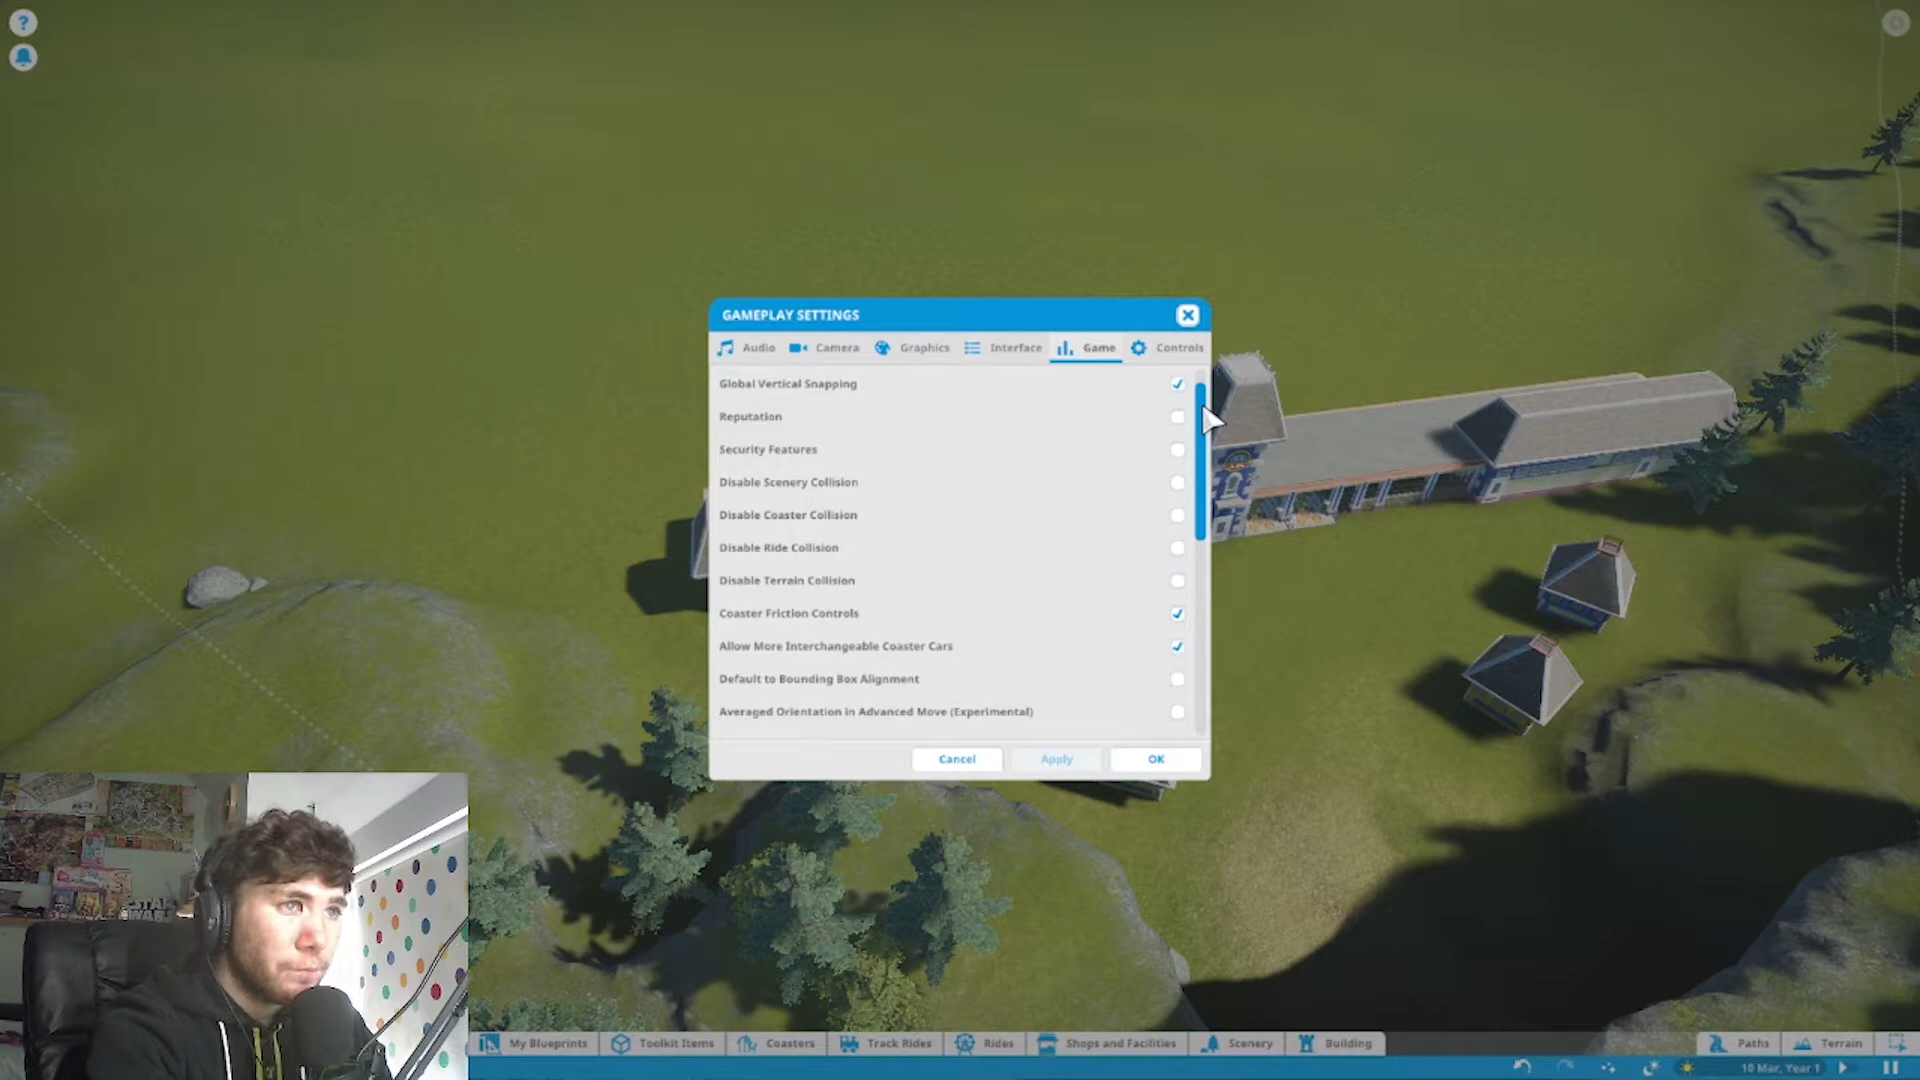 ?
GAMEPLAY SETTINGS
Audio Camera Graphics Interface Game Controls
Global Vertical Snapping
Reputation
Security Features
Disable Scenery Collision
Disable Coaster Collision
Disable Ride Collision
Disable Terrain Collision
Coaster Friction Controls
Allow More Interchangeable Coaster Cars
Default to Bounding Box Alignment
Averaged Orientation in Advanced Move (Experimental)
Cancel Apply OK
STAR
WARS
My Blueprints Toolkit Items Coasters Track Rides Rides Shops and Facilities Scenery Building Paths Terrain
10 Mar, Year 1